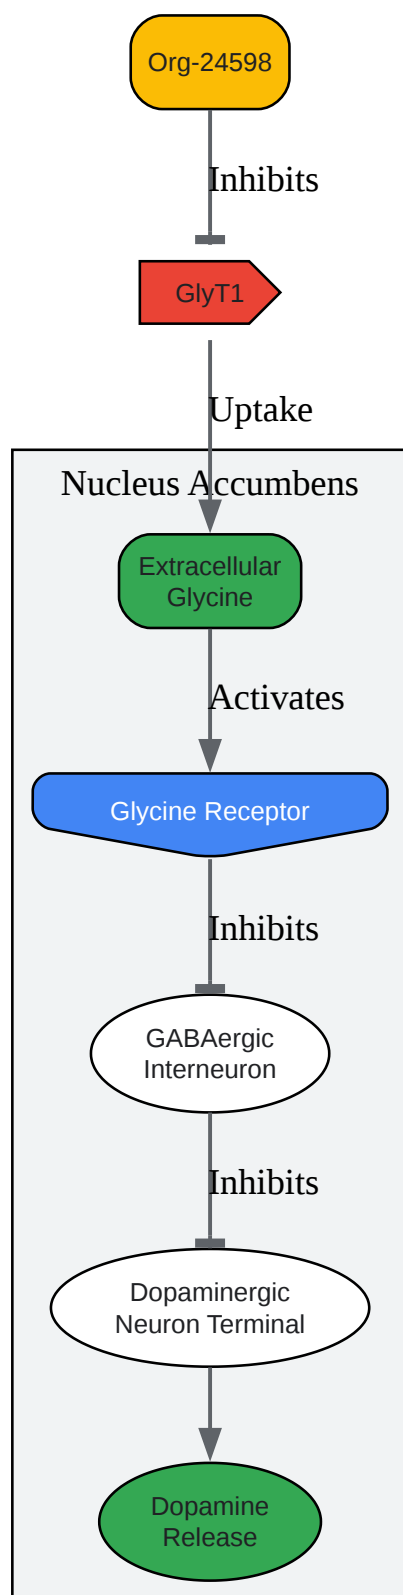 Org-24598
Inhibits
GlyT1
Uptake
Nucleus Accumbens
Extracellular
Glycine
Activates
Glycine Receptor
Inhibits
GABAergic
Interneuron
Inhibits
Dopaminergic
Neuron Terminal
Dopamine
Release